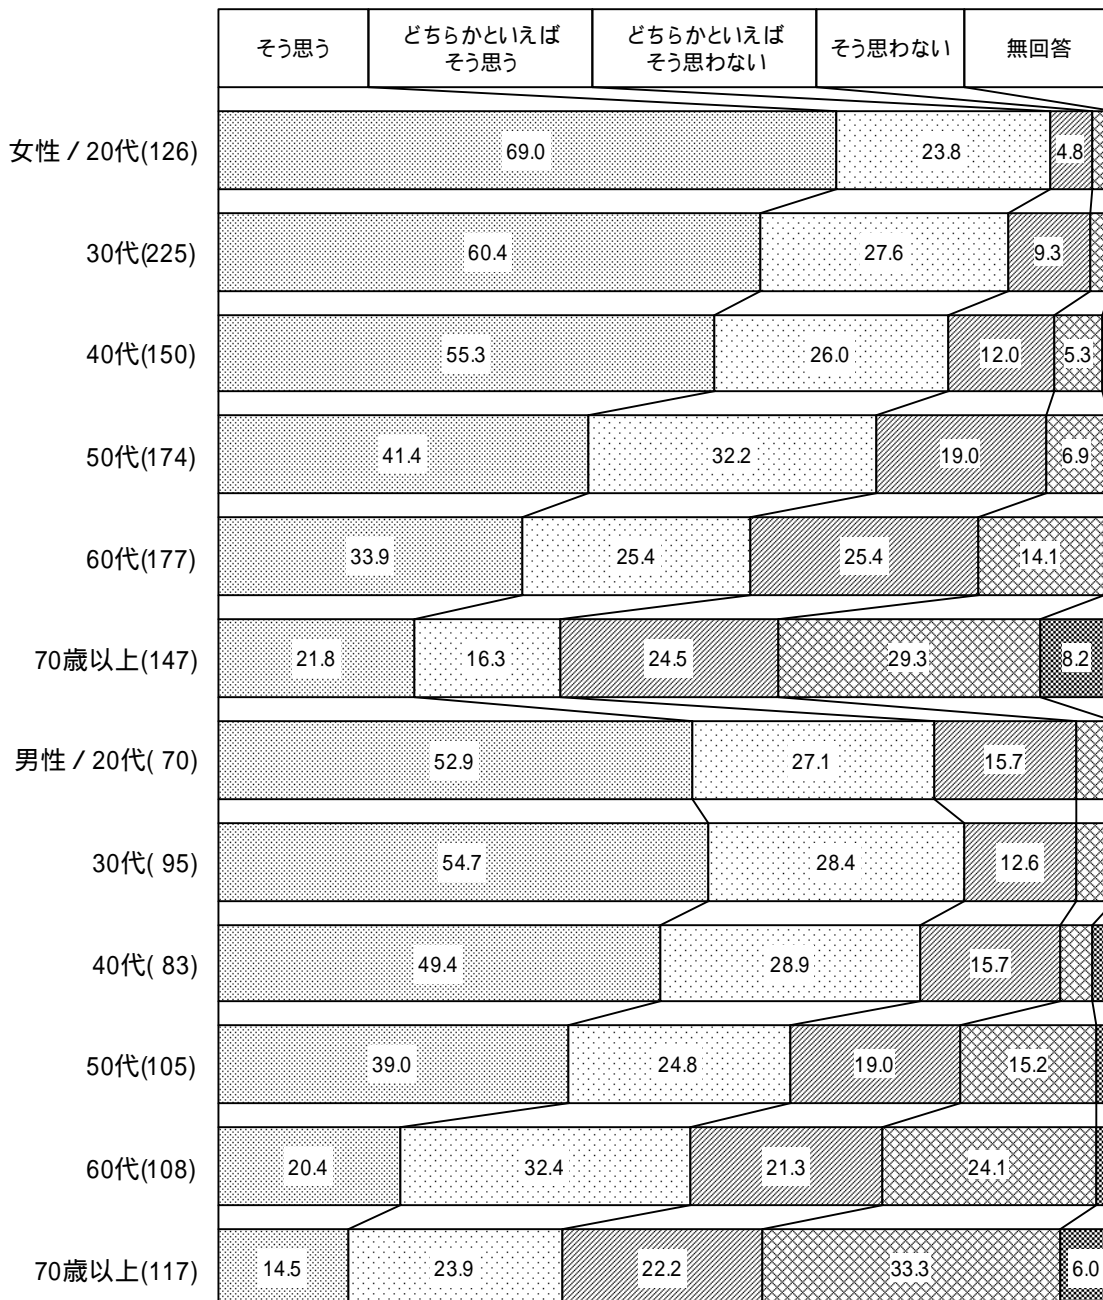 そう思う
どちらかといえば
そう思う
どちらかといえば
そう思わない
そう思わない
無回答
女性 / 20代(126) 69.0 23.8 4.8
30代(225) 60.4 27.6 9.3
40代(150) 55.3 26.0 12.0 5.3
50代(174) 41.4 32.2 19.0 6.9
60代(177) 33.9 25.4 25.4 14.1
70歳以上(147) 21.8 16.3 24.5 29.3 8.2
男性 / 20代( 70) 52.9 27.1 15.7
30代( 95) 54.7 28.4 12.6
40代( 83) 49.4 28.9 15.7
50代(105) 39.0 24.8 19.0 15.2
60代(108) 20.4 32.4 21.3 24.1
70歳以上(117) 14.5 23.9 22.2 33.3 6.0